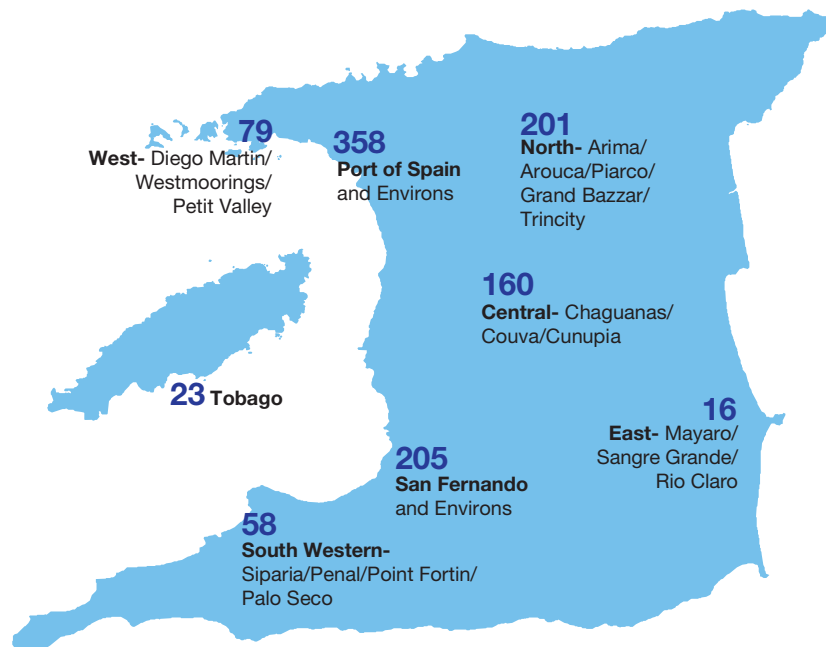 79
West- Diego Martin/
Westmoorings/
Petit Valley
358
Port of Spain
and Environs
201
North- Arima/
Arouca/Piarco/
Grand Bazzar/
Trincity
160
Central- Chaguanas/
Couva/Cunupia
23 Tobago
16
East- Mayaro/
Sangre Grande/
Rio Claro
205
San Fernando
and Environs
58
South Western-
Siparia/Penal/Point Fortin/
Palo Seco